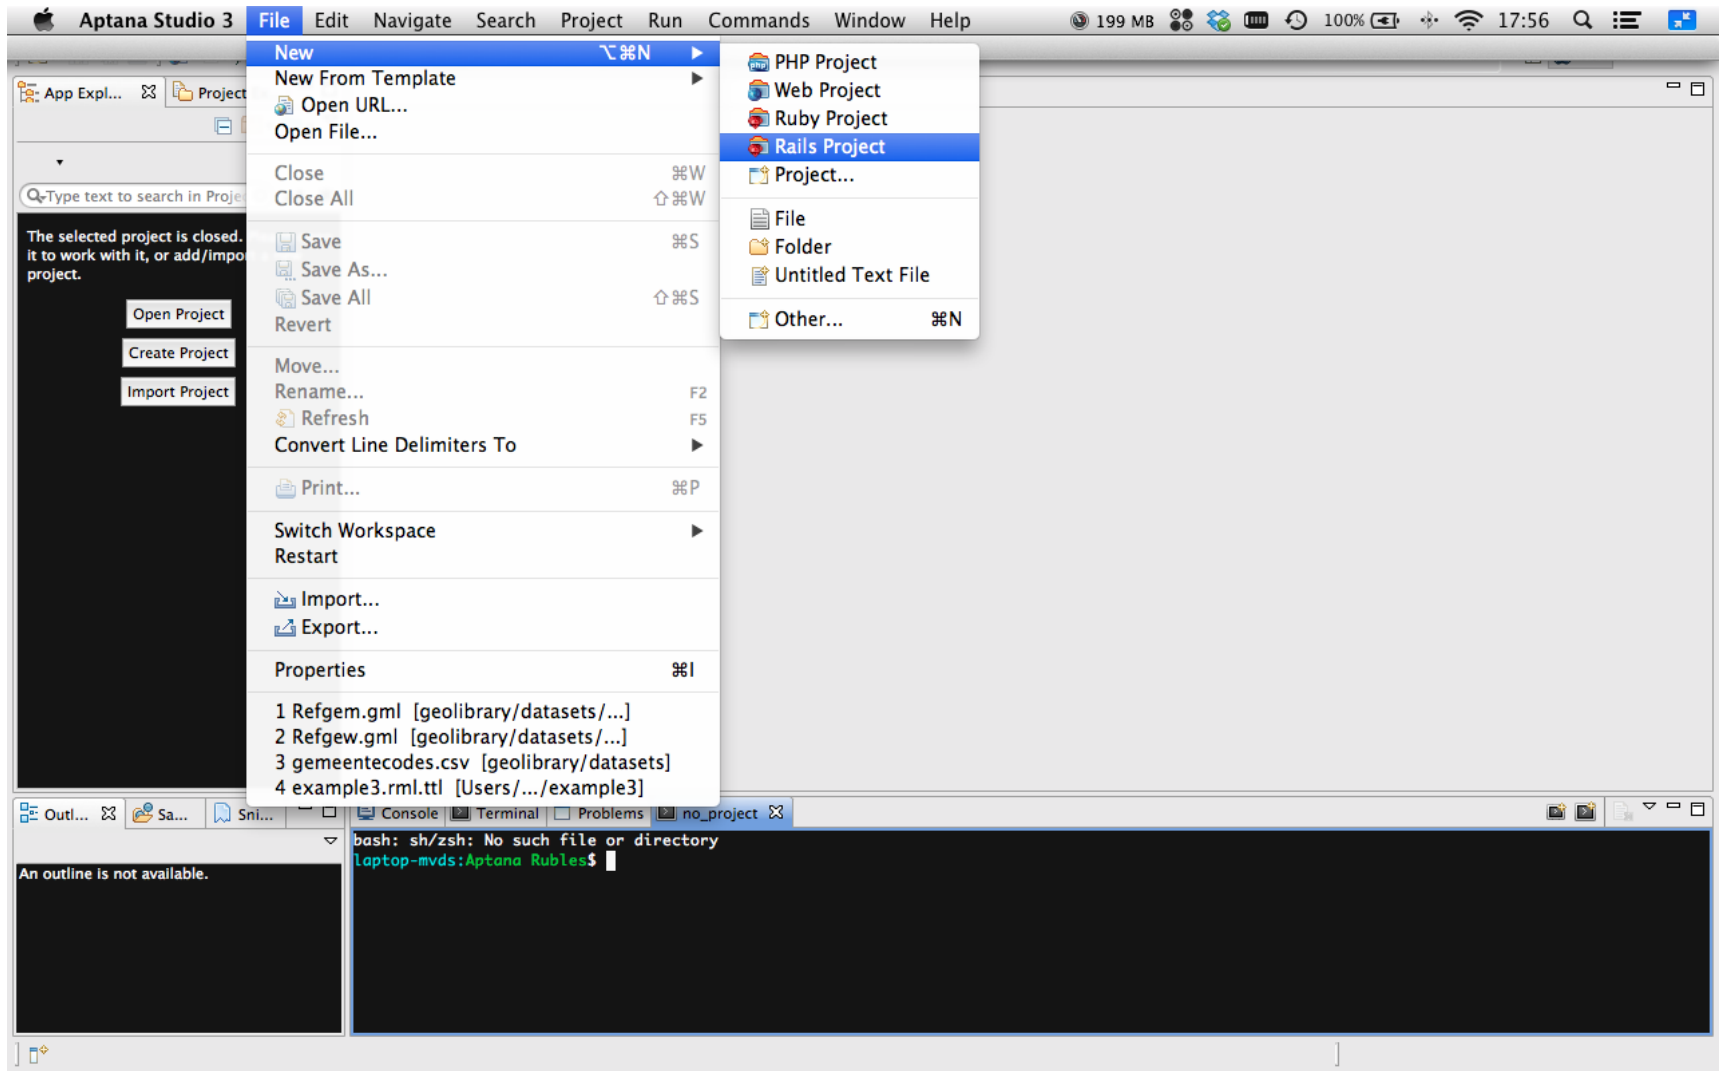 Aptana Studio 3 File Edit Navigate Search Project Run Commands Window Help 199 MB 100% 17:56
New ⌥⌘N
New From Template
Open URL...
Open File...
Close ⌘W
Close All ⇧⌘W
Save ⌘S
Save As...
Save All ⇧⌘S
Revert
Move...
Rename... F2
Refresh F5
Convert Line Delimiters To
Print... ⌘P
Switch Workspace
Restart
Import...
Export...
Properties ⌘I
1 Refgem.gml [geolibrary/datasets/...]
2 Refgew.gml [geolibrary/datasets/...]
3 gemeentecodes.csv [geolibrary/datasets]
4 example3.rml.ttl [Users/.../example3]
PHP Project
Web Project
Ruby Project
Rails Project
Project...
File
Folder
Untitled Text File
Other... ⌘N
App Expl... Project
Type text to search in Proje
The selected project is closed.
it to work with it, or add/impo
project.
Open Project
Create Project
Import Project
Outl... Sa... Sni...
An outline is not available.
Console Terminal Problems no_project
bash: sh/zsh: No such file or directory
laptop-mvds:Aptana Rubles$